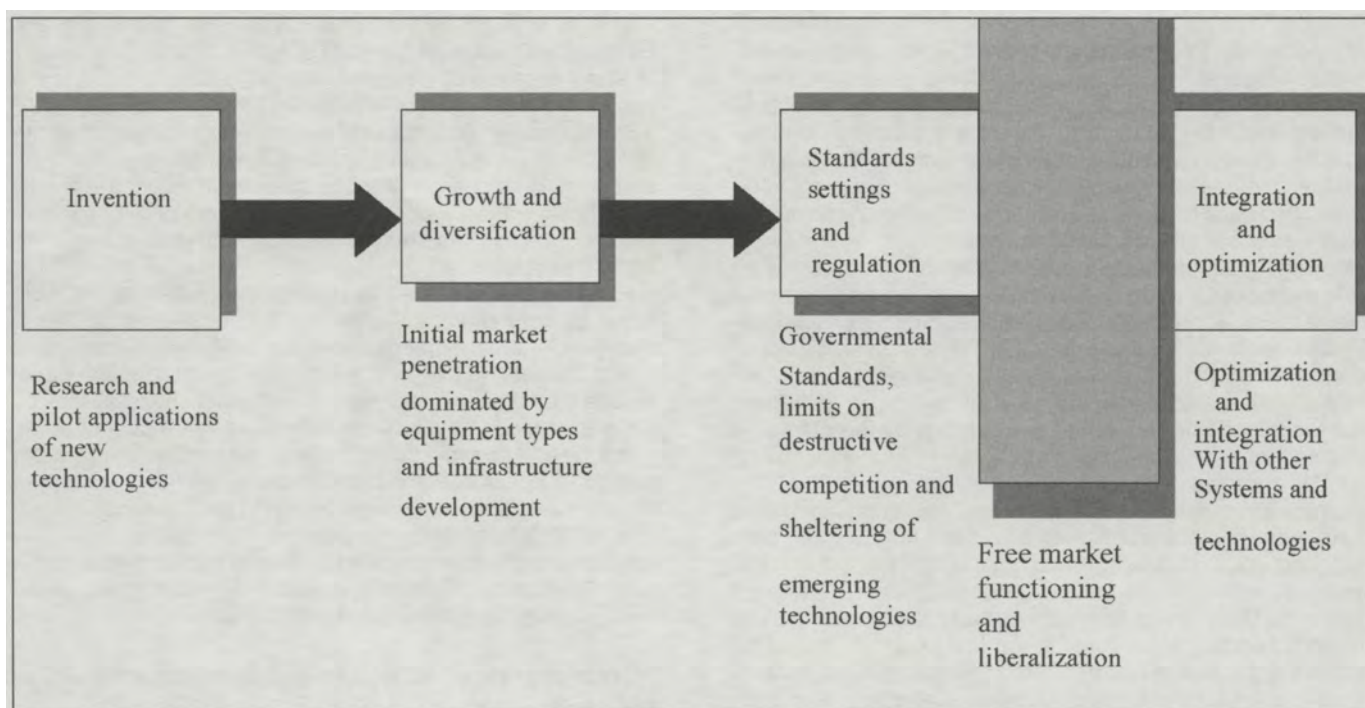 Invention
Research and
pilot applications
of new
technologies
Growth and
diversification
Initial market
penetration
dominated by
equipment types
and infrastructure
development
Standards
settings
and
regulation
Governmental
Standards,
limits on
destructive
competition and
sheltering of
emerging
technologies
Free market
functioning
and
liberalization
Integration
and
optimization
Optimization
and
integration
With other
Systems and
technologies